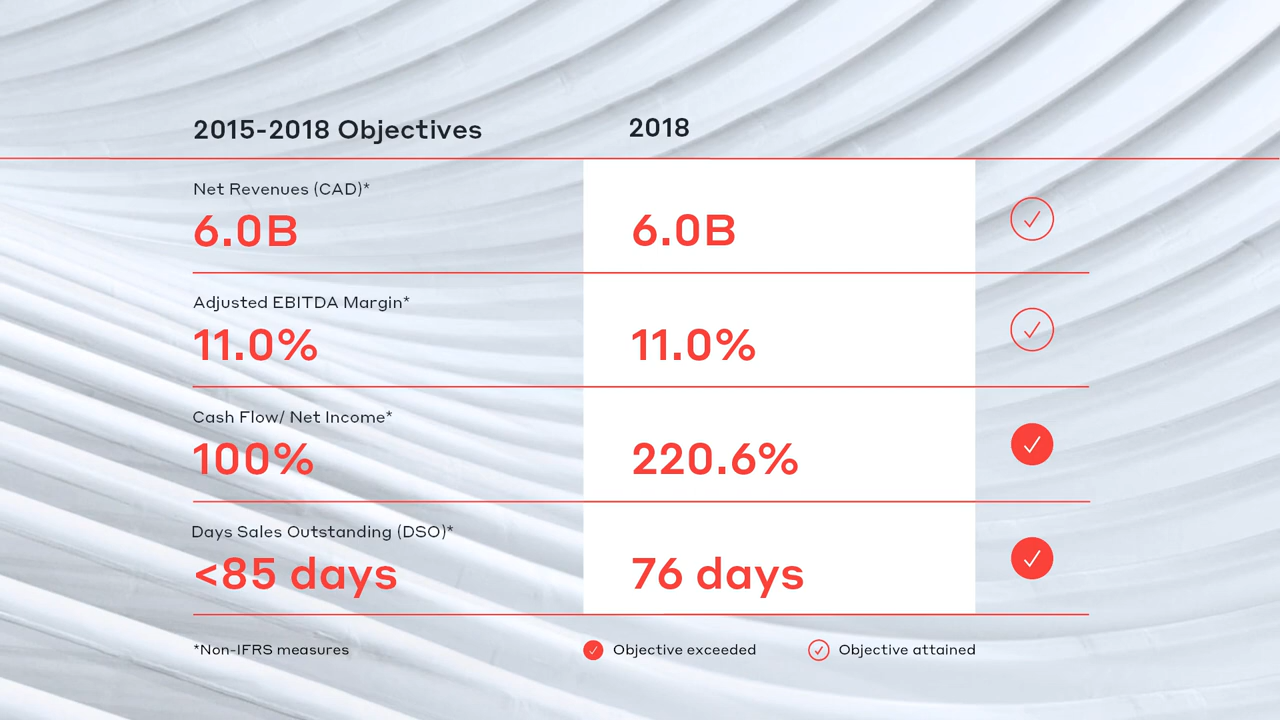 2015-2018 Objectives
2018
Net Revenues (CAD)*
6.0B
6.0B
Adjusted EBITDA Margin*
11.0%
11.0%
Cash Flow/ Net Income*
100%
220.6%
Days Sales Outstanding (DSO)*
<85 days
76 days
*Non-IFRS measures
Objective exceeded
Objective attained